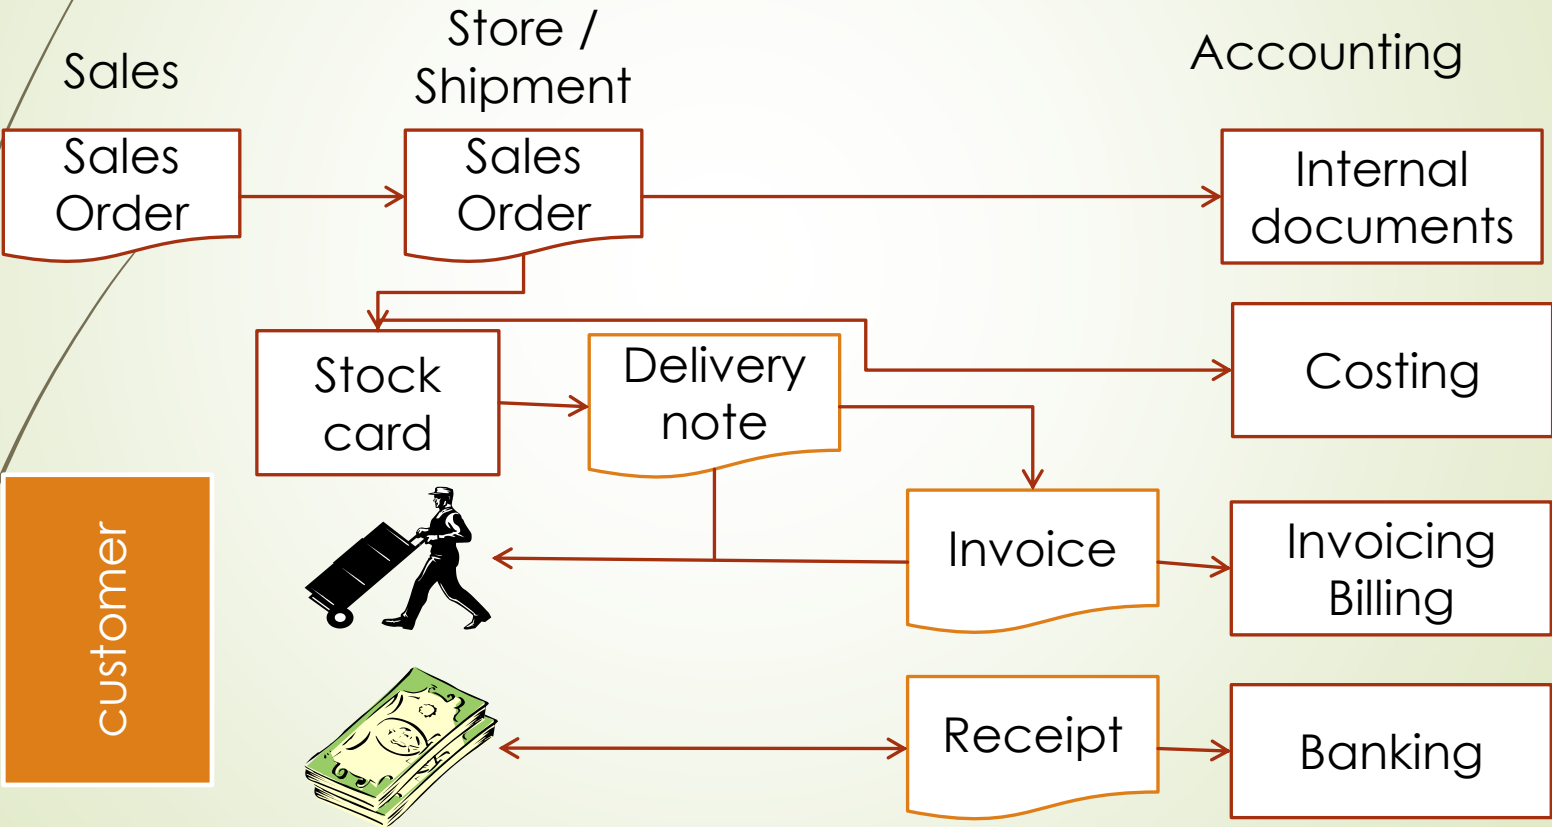 Sales
Store /
Shipment
Accounting
Sales
Order
Sales
Order
Internal
documents
Stock
card
Delivery
note
Costing
customer
Invoice
Invoicing
Billing
Receipt
Banking